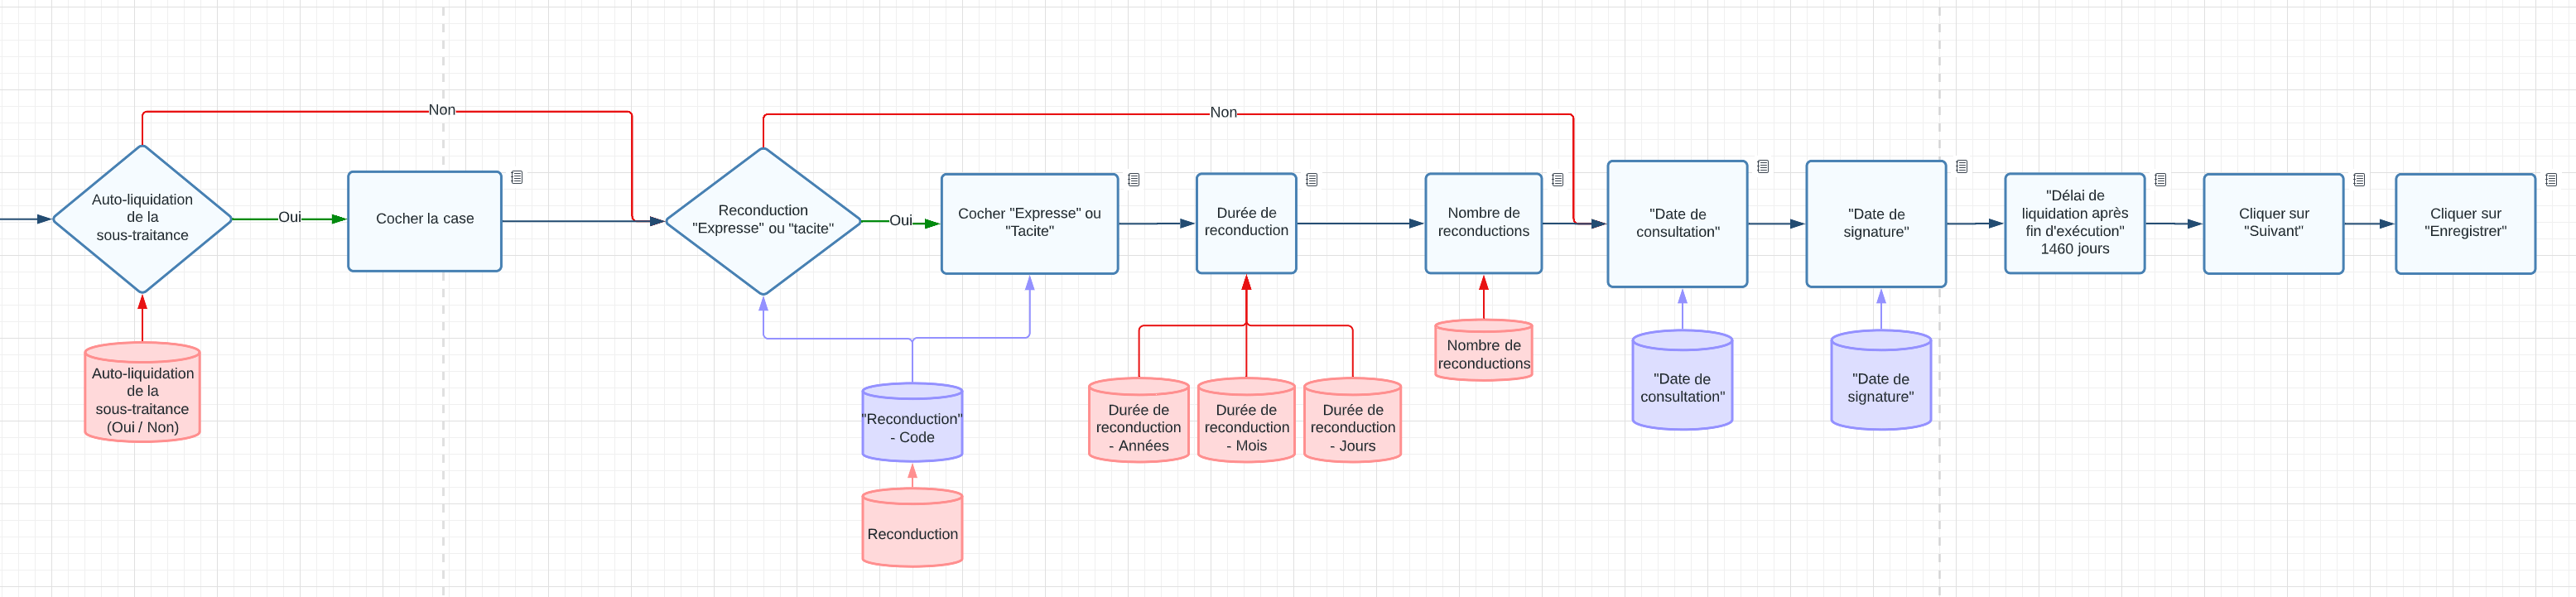 Non
Non
Auto-liquidation
de la
sous-traitance
Oui
Cocher la case
Reconduction
"Expresse" ou "tacite"
Oui
Cocher "Expresse" ou
"Tacite"
Durée de
reconduction
Nombre de
reconductions
"Date de
consultation"
"Date de
signature"
"Délai de
liquidation après
fin d'exécution"
1460 jours
Cliquer sur
"Suivant"
Cliquer sur
"Enregistrer"
Auto-liquidation
de la
sous-traitance
(Oui / Non)
"Reconduction"
- Code
Reconduction
Durée de
reconduction
- Années
Durée de
reconduction
- Mois
Durée de
reconduction
- Jours
Nombre de
reconductions
"Date de
consultation"
"Date de
signature"